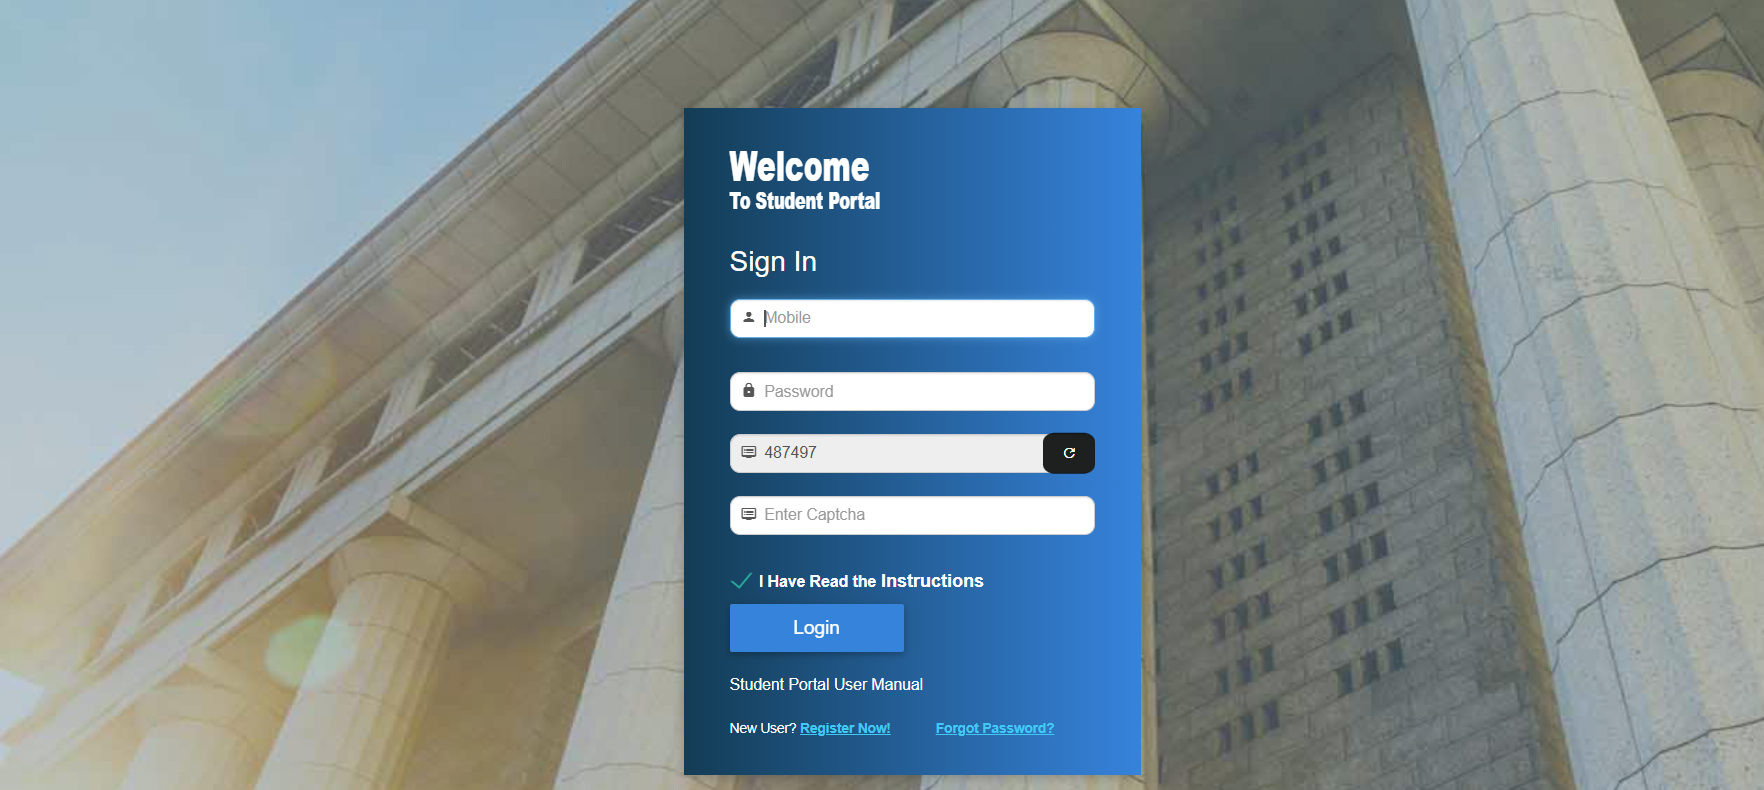 Welcome
To Student Portal
Sign In
Mobile
Password
487497
Enter Captcha
I Have Read the Instructions
Login
Student Portal User Manual
New User? Register Now! Forgot Password?